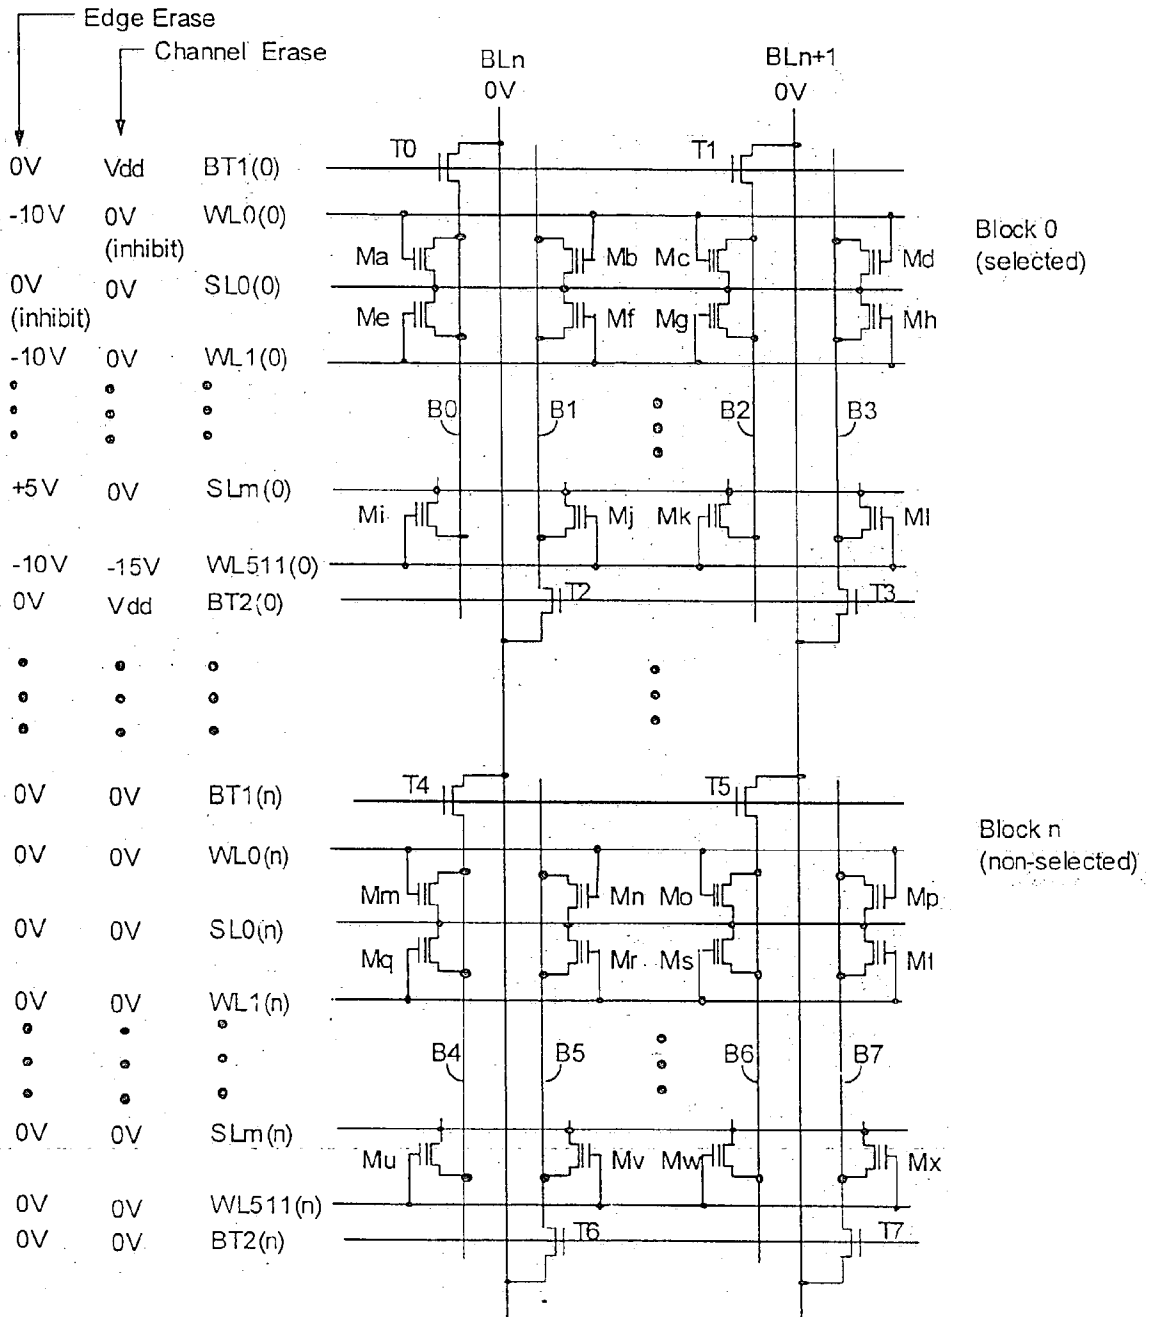 Edge Erase
Channel Erase
BLn
0V
BLn+1
0V
T0
T1
0V Vdd BT1(0)
-10V 0V WL0(0)
(inhibit)
Block 0
(selected)
Ma Mb Mc Md
0V 0V SL0(0)
(inhibit)
Me Mf Mg Mh
-10V 0V WL1(0)
B0 B1 B2 B3
+5V 0V SLm(0)
Mi Mj Mk Ml
-10V -15V WL511(0)
0V Vdd BT2(0)
T2 T3
T4 T5
0V 0V BT1(n)
0V 0V WL0(n)
Block n
(non-selected)
Mm Mn Mo Mp
0V 0V SL0(n)
Mq Mr Ms Mt
0V 0V WL1(n)
B4 B5 B6 B7
0V 0V SLm(n)
Mu Mv Mw Mx
0V 0V WL511(n)
0V 0V BT2(n)
T6 T7